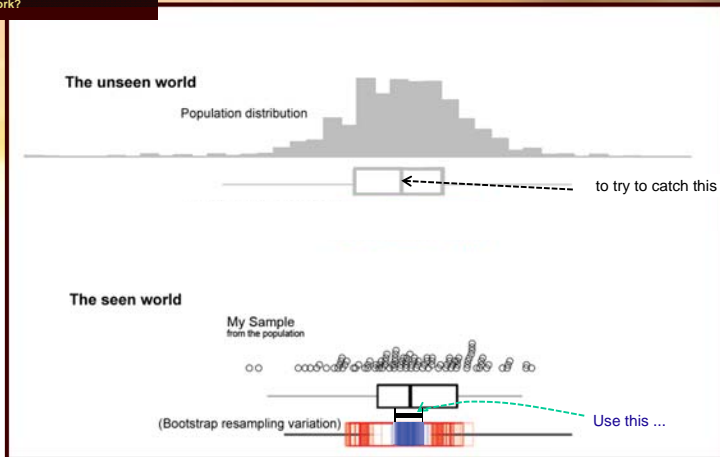 The unseen world
Population distribution
to try to catch this
The seen world
My Sample
from the population
(Bootstrap resampling variation)
Use this ...